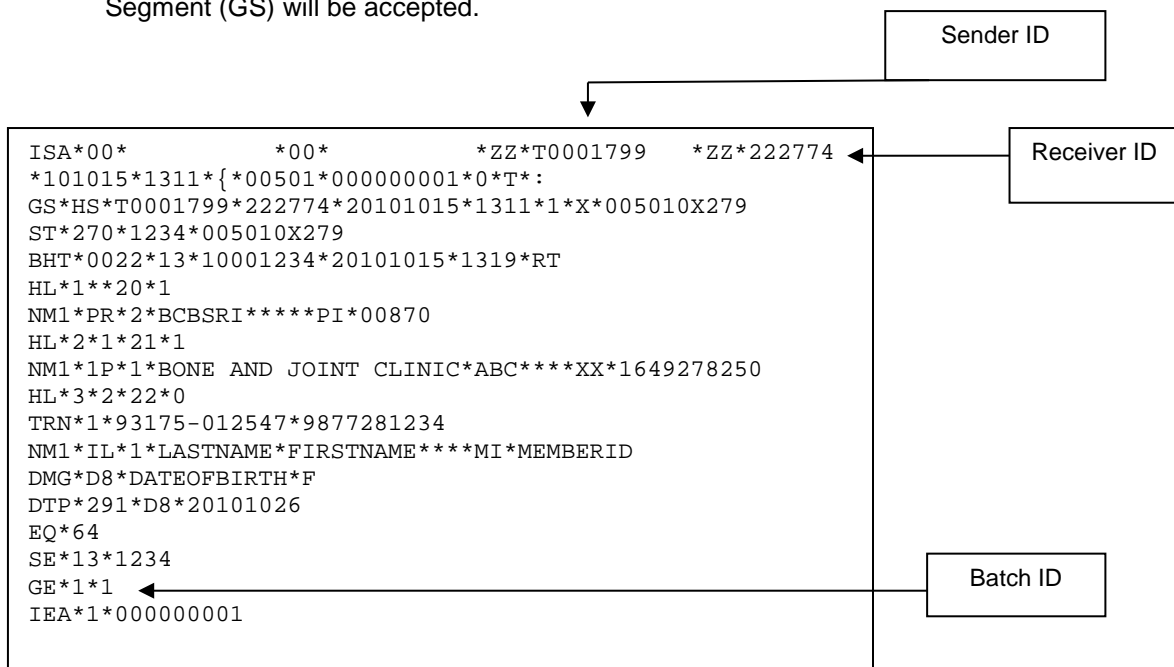 Segment (GS) will be accepted.
Sender ID
ISA*00*          *00*          *ZZ*T0001799   *ZZ*222774
Receiver ID
*101015*1311*{*00501*000000001*0*T*:
GS*HS*T0001799*222774*20101015*1311*1*X*005010X279
ST*270*1234*005010X279
BHT*0022*13*10001234*20101015*1319*RT
HL*1**20*1
NM1*PR*2*BCBSRI*****PI*00870
HL*2*1*21*1
NM1*1P*1*BONE AND JOINT CLINIC*ABC****XX*1649278250
HL*3*2*22*0
TRN*1*93175-012547*9877281234
NM1*IL*1*LASTNAME*FIRSTNAME****MI*MEMBERID
DMG*D8*DATEOFBIRTH*F
DTP*291*D8*20101026
EQ*64
SE*13*1234
GE*1*1
Batch ID
IEA*1*000000001